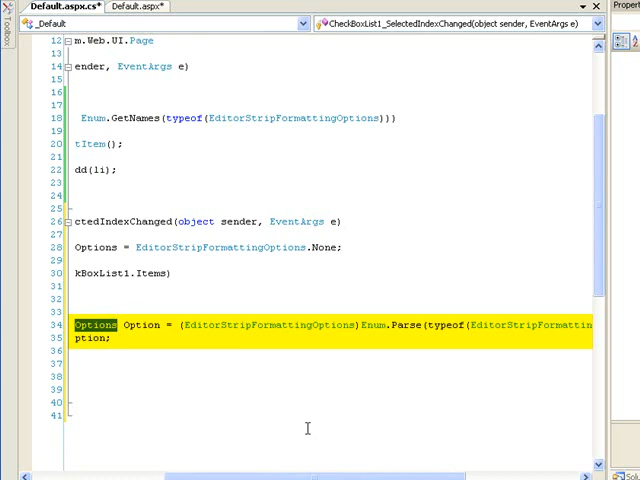 Default.aspx.cs*
Default.aspx*
Propert
_Default
CheckBoxList1_SelectedIndexChanged(object sender, EventArgs e)
Toolbox
12 m.Web.UI.Page
13
14 ender, EventArgs e)
15
16
17
18 Enum.GetNames(typeof(EditorStripFormattingOptions)))
19
20 tItem();
21
22 dd(li);
23
24
25
26 ctedIndexChanged(object sender, EventArgs e)
27
28 Options = EditorStripFormattingOptions.None;
29
30 kBoxList1.Items)
31
32
33
34 Options Option = (EditorStripFormattingOptions)Enum.Parse(typeof(EditorStripFormattin
35 ption;
36
37
38
39
40
41
Solu